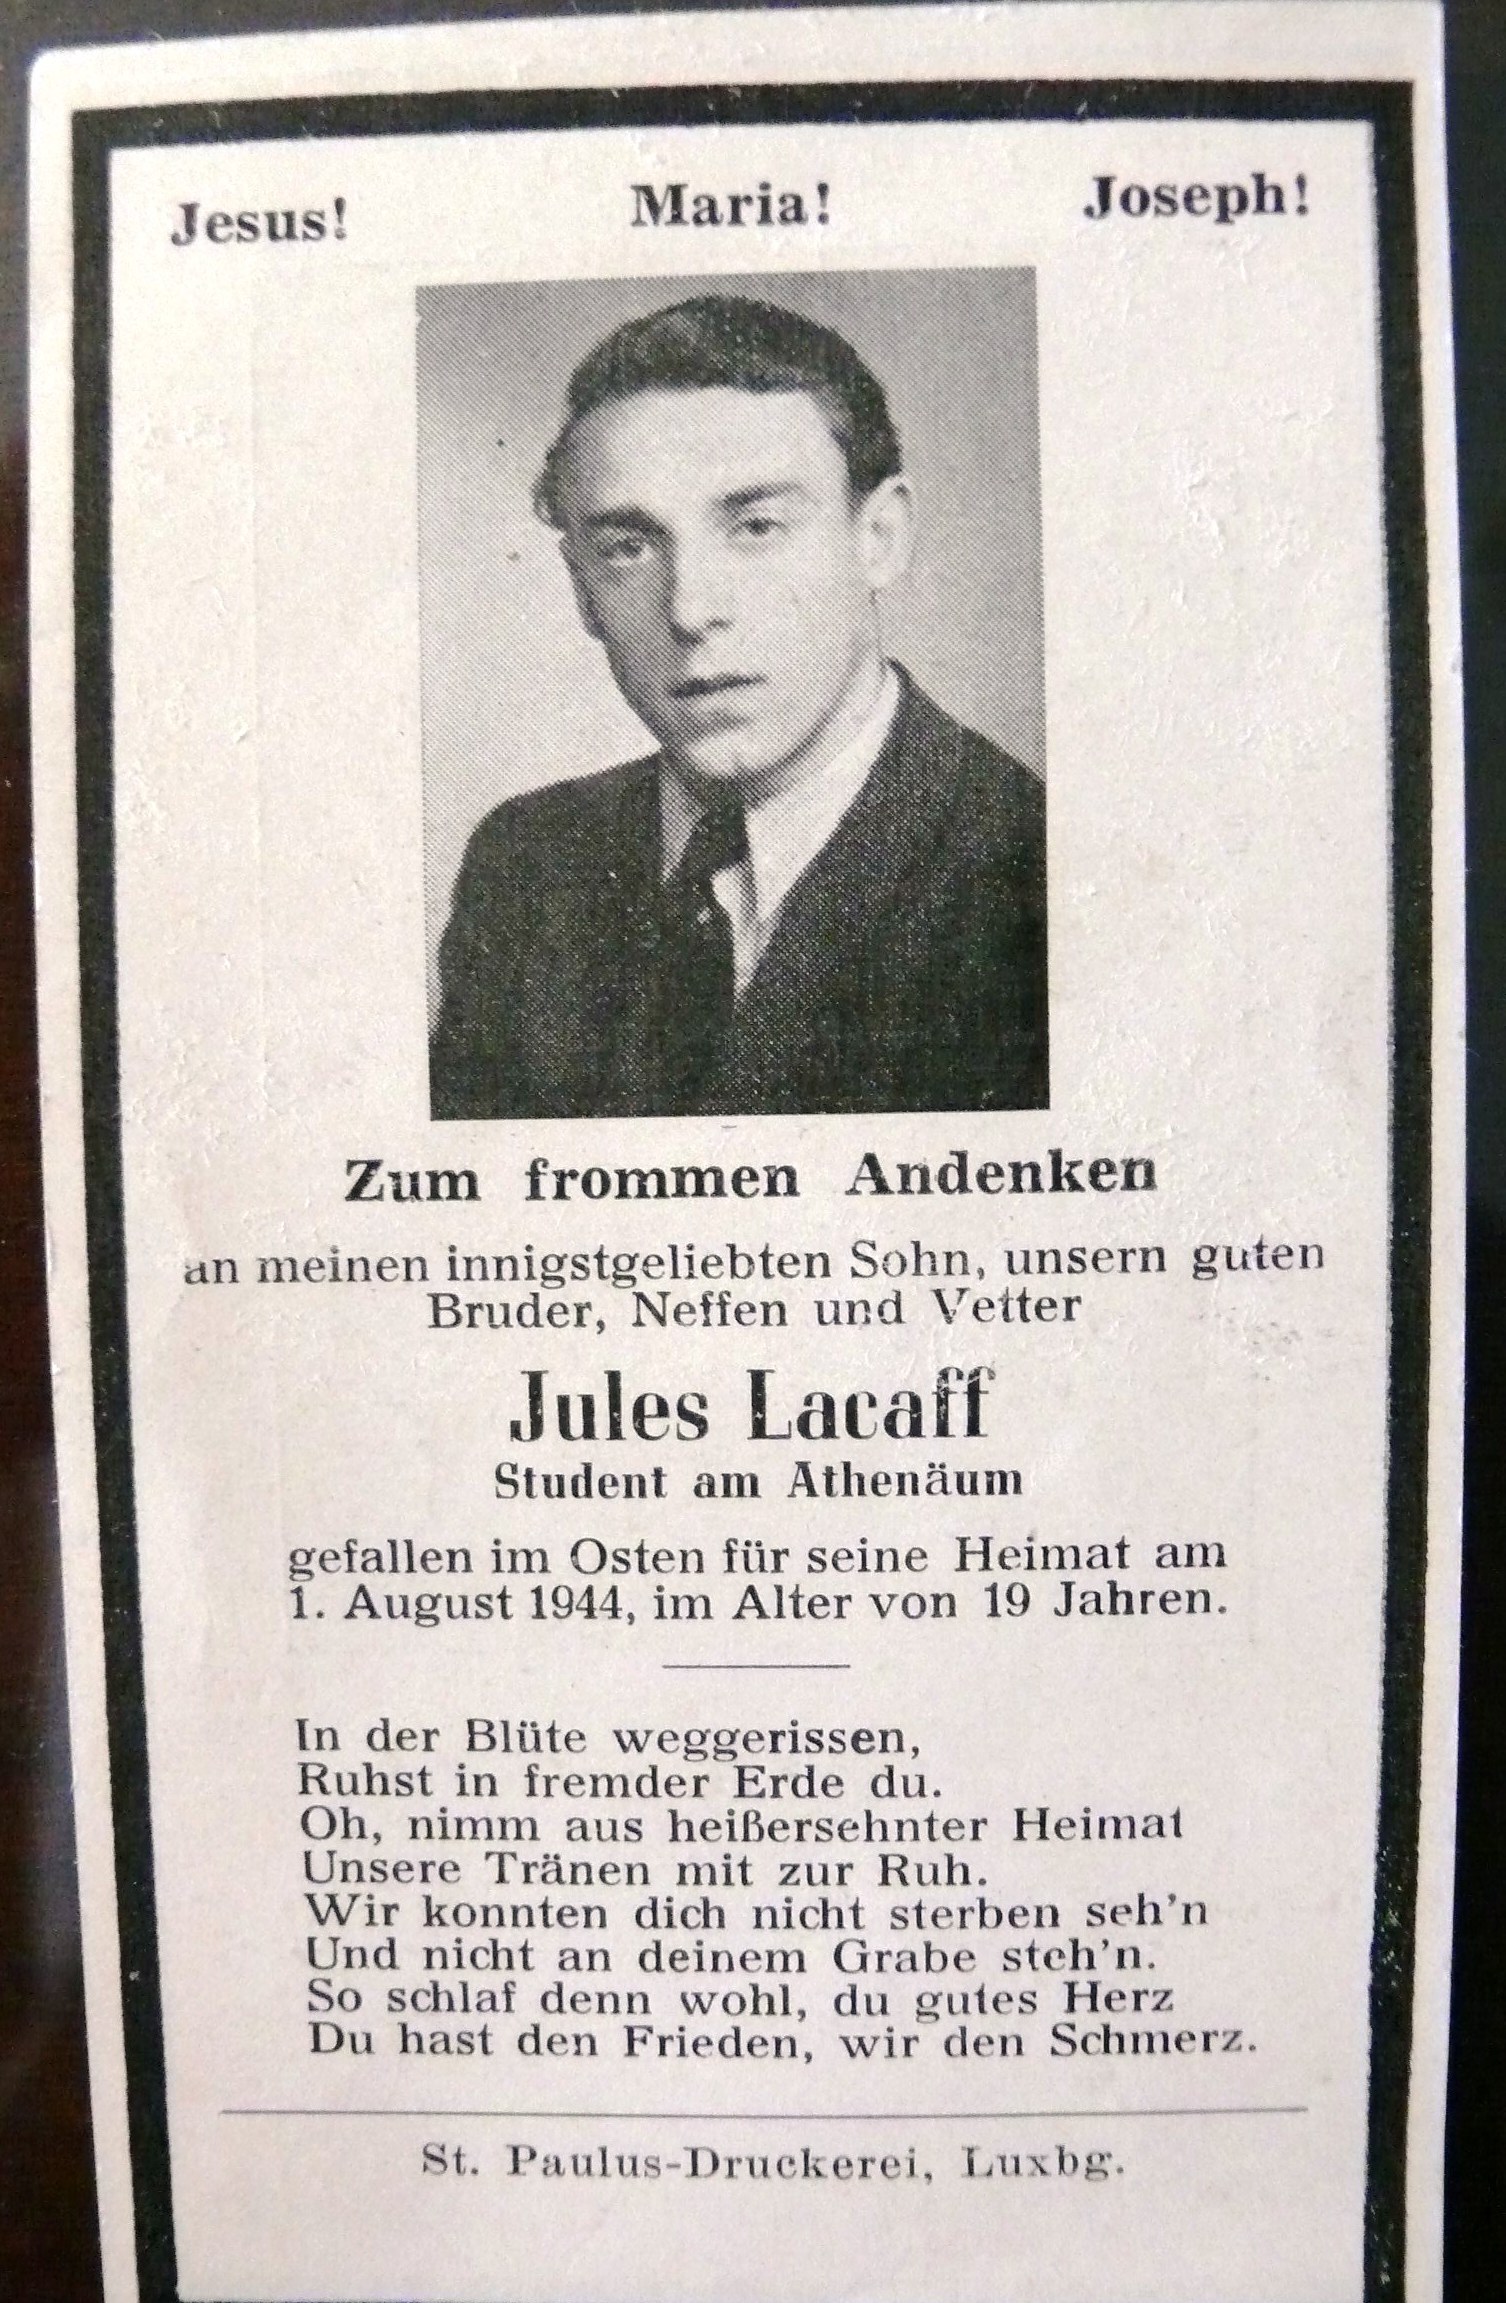 Jesus! Maria! Joseph!
Zum frommen Andenken
an meinen innigstgeliebten Sohn, unsern guten
Bruder, Neffen und Vetter
Jules Lacaff
Student am Athenäum
gefallen im Osten für seine Heimat am
1. August 1944, im Alter von 19 Jahren.
In der Blüte weggerissen,
Ruhst in fremder Erde du.
Oh, nimm aus heißersehnter Heimat
Unsere Tränen mit zur Ruh.
Wir konnten dich nicht sterben seh'n
Und nicht an deinem Grabe steh'n.
So schlaf denn wohl, du gutes Herz
Du hast den Frieden, wir den Schmerz.
St. Paulus-Druckerei, Luxbg.